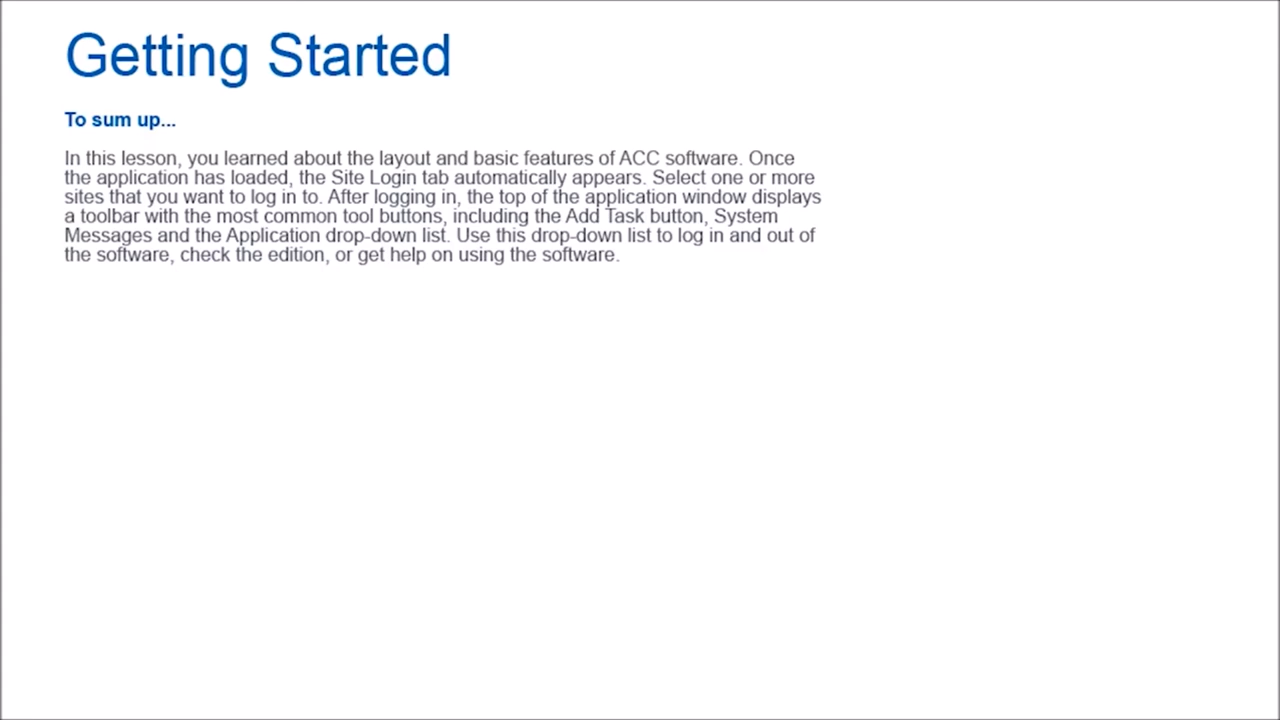 Getting Started
To sum up...
In this lesson, you learned about the layout and basic features of ACC software. Once
the application has loaded, the Site Login tab automatically appears. Select one or more
sites that you want to log in to. After logging in, the top of the application window displays
a toolbar with the most common tool buttons, including the Add Task button, System
Messages and the Application drop-down list. Use this drop-down list to log in and out of
the software, check the edition, or get help on using the software.